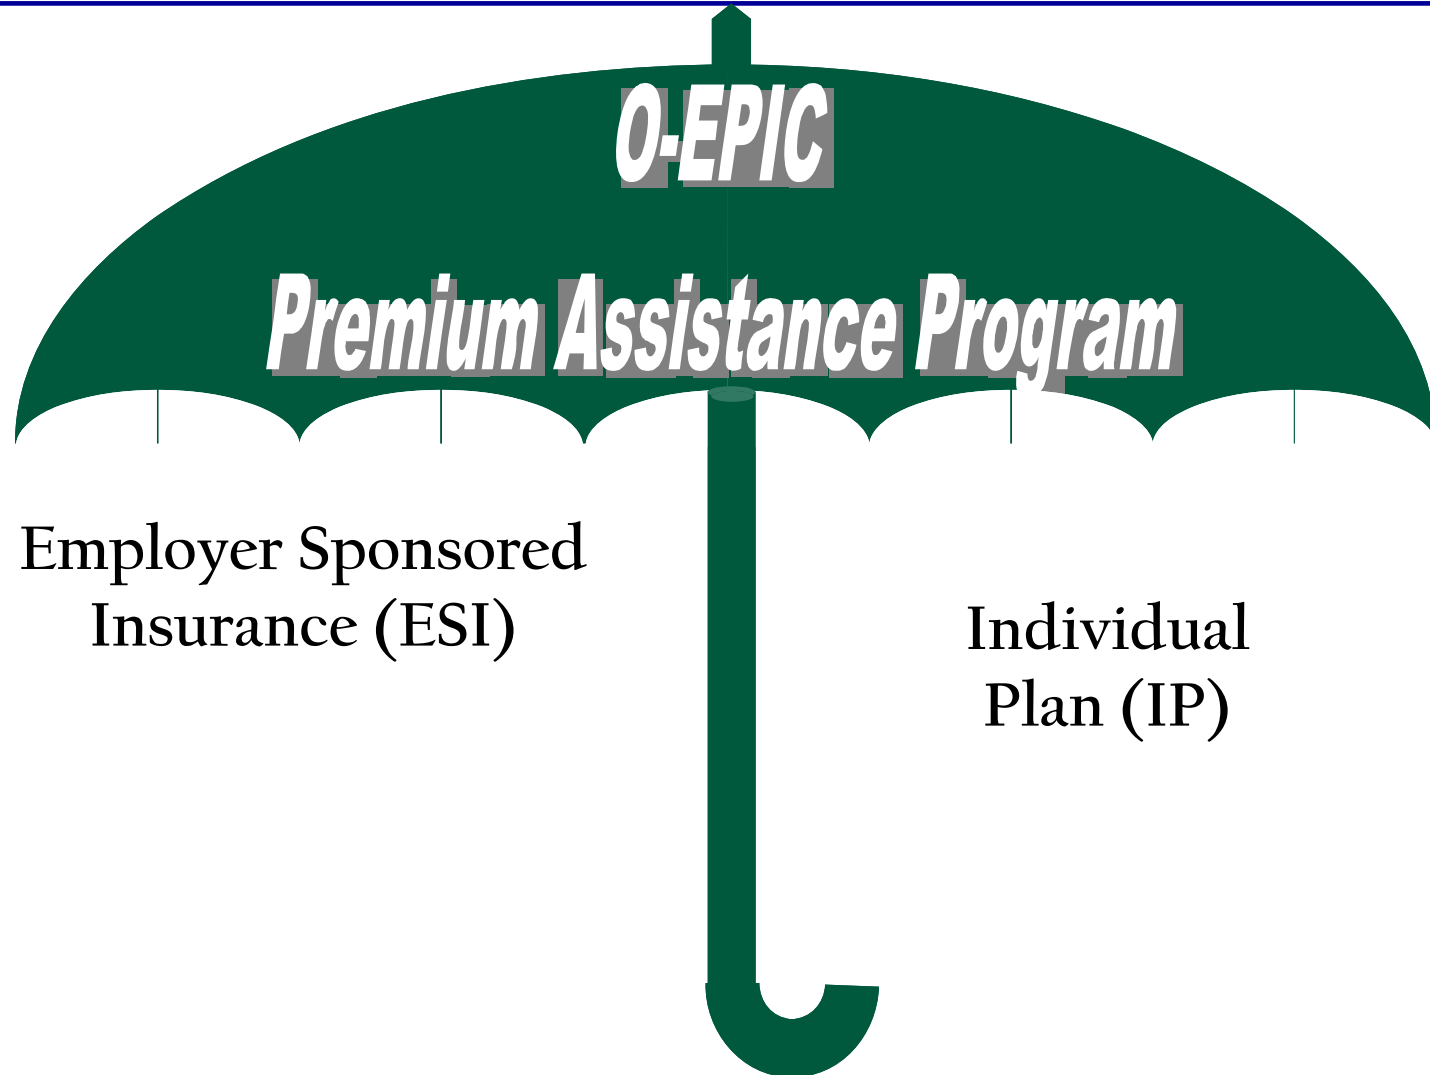 O-EPIC
Premium Assistance Program
Employer Sponsored
Insurance (ESI)
Individual
Plan (IP)